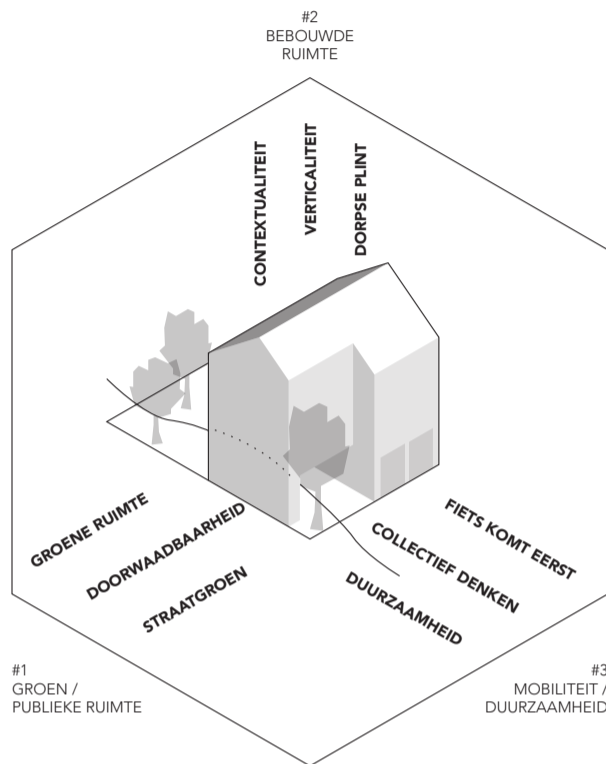 #2
BEBOUWDE
RUIMTE
CONTEXTUALITEIT
VERTICALITEIT
DORPSE PLINT
GROENE RUIMTE
DOORWAADBAARHEID
STRAATGROEN
FIETS KOMT EERST
COLLECTIEF DENKEN
DUURZAAMHEID
#1
GROEN /
PUBLIEKE RUIMTE
#3
MOBILITEIT /
DUURZAAMHEID